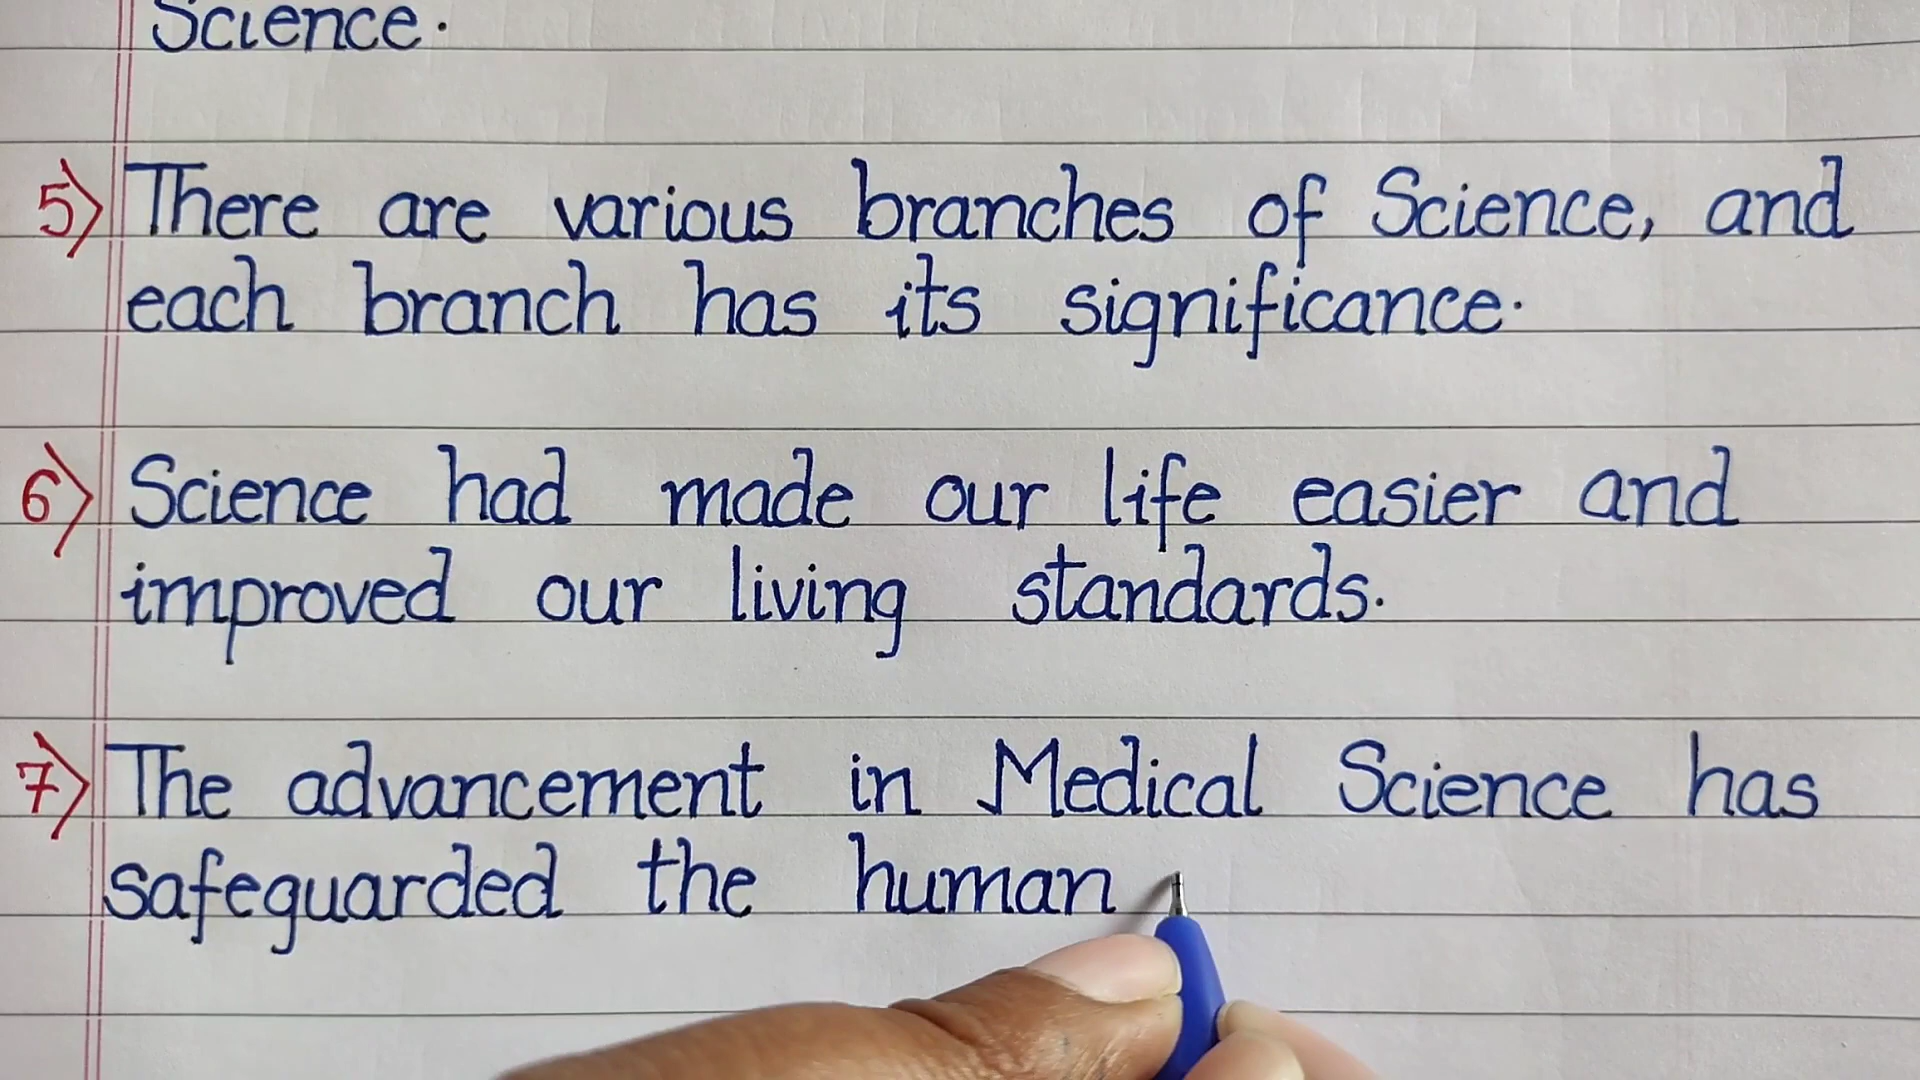 Science.
5) There are various branches of Science, and
each branch has its significance.
6) Science had made our life easier and
improved our living standards.
7) The advancement in Medical Science has
safeguarded the human